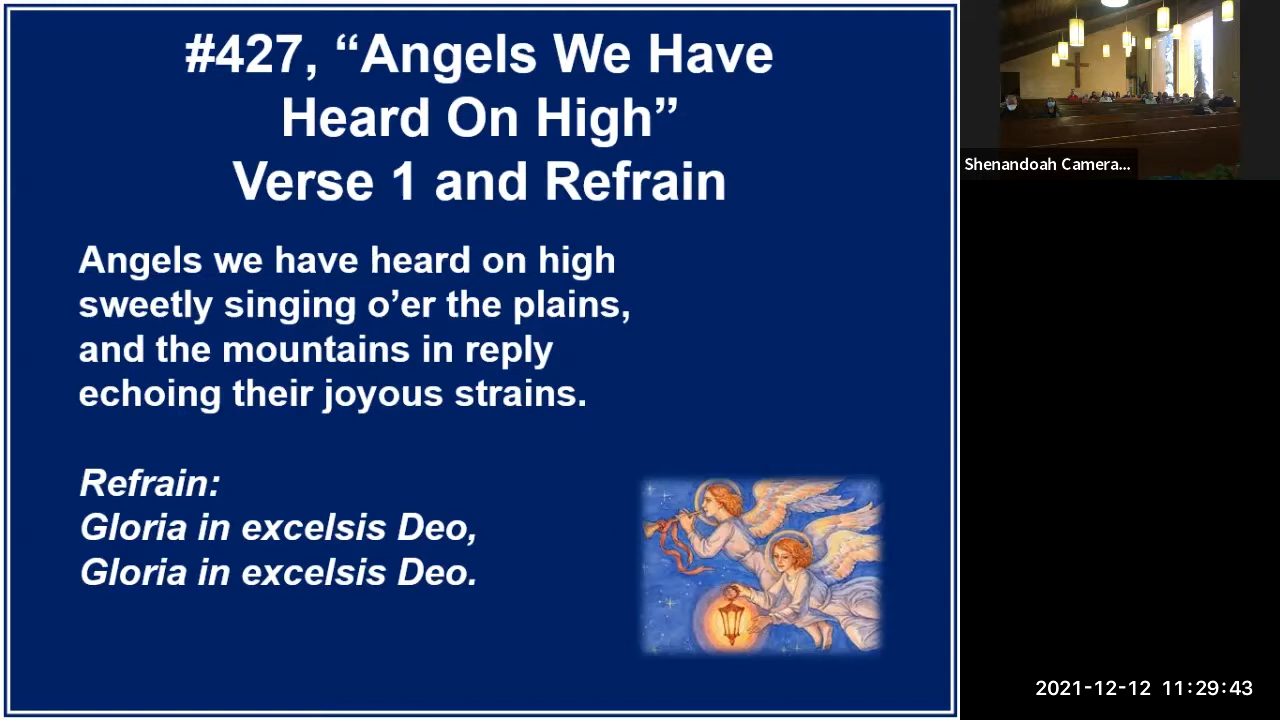 #427, “Angels We Have
Heard On High”
Verse 1 and Refrain
Angels we have heard on high
sweetly singing o’er the plains,
and the mountains in reply
echoing their joyous strains.
Refrain:
Gloria in excelsis Deo,
Gloria in excelsis Deo.
Shenandoah Camera...
2021-12-12 11:29:43